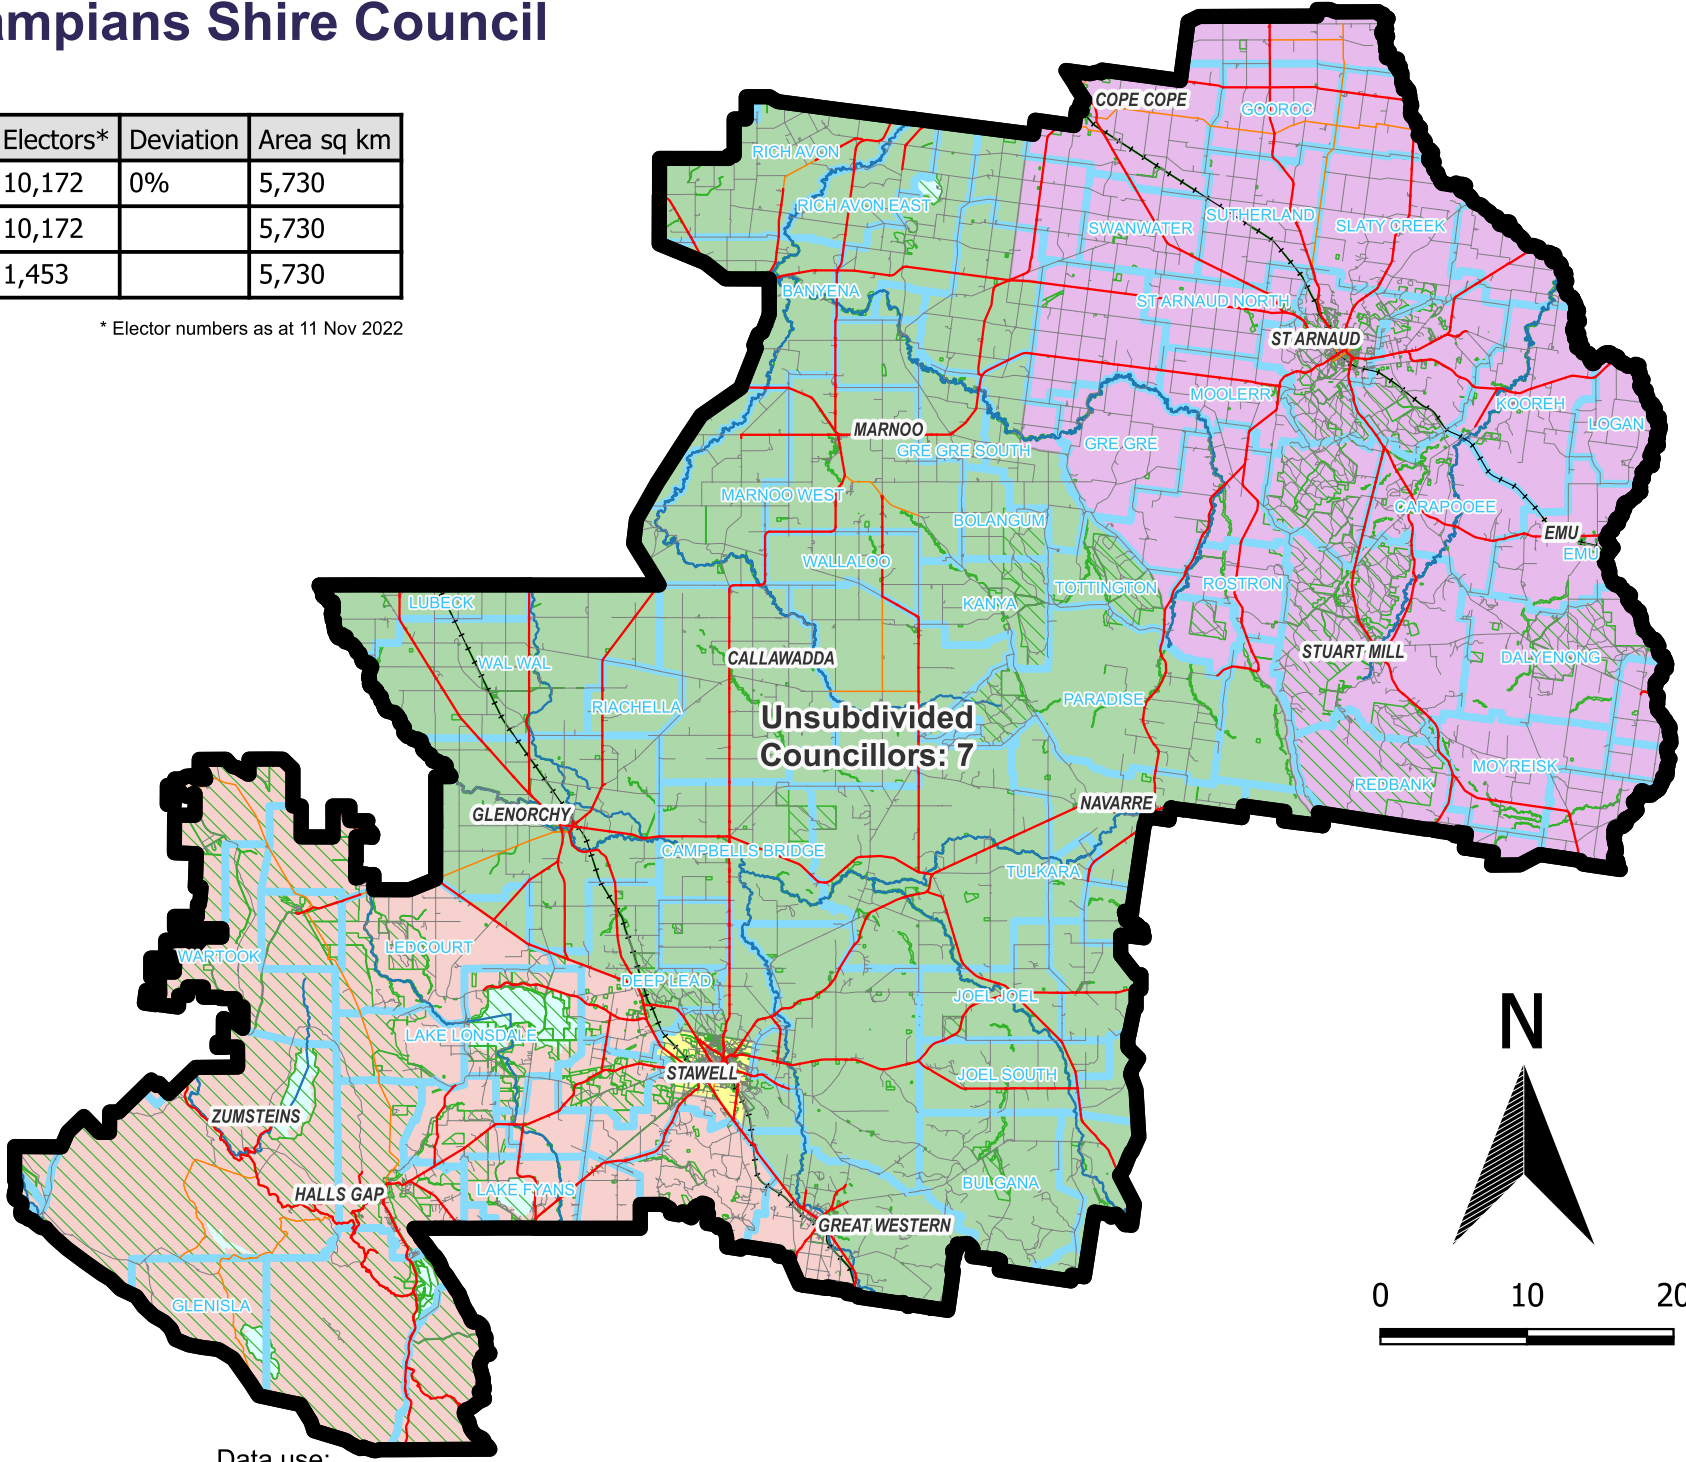 ampians Shire Council
Electors* Deviation Area sq km
10,172 0% 5,730
10,172 5,730
1,453 5,730
* Elector numbers as at 11 Nov 2022
COPE COPE
GOOROC
RICH AVON
RICH AVON EAST
SWANWATER
SUTHERLAND
SLATY CREEK
BANYENA
ST ARNAUD NORTH
ST ARNAUD
MOOLERR
KOOREH
LOGAN
MARNOO
GRE GRE SOUTH
GRE GRE
MARNOO WEST
BOLANGUM
CARAPOOEE
EMU
EMU
WALLALOO
KANYA
TOTTINGTON
ROSTRON
LUBECK
WAL WAL
CALLAWADDA
STUART MILL
DALYENONG
RIACHELLA
PARADISE
Unsubdivided
Councillors: 7
REDBANK
MOYREISK
GLENORCHY
NAVARRE
CAMPBELLS BRIDGE
TULKARA
WARTOOK
LEDCOURT
DEEP LEAD
JOEL JOEL
LAKE LONSDALE
STAWELL
JOEL SOUTH
ZUMSTEINS
HALLS GAP
LAKE FYANS
BULGANA
GREAT WESTERN
GLENISLA
N
0 10 20
Data use: